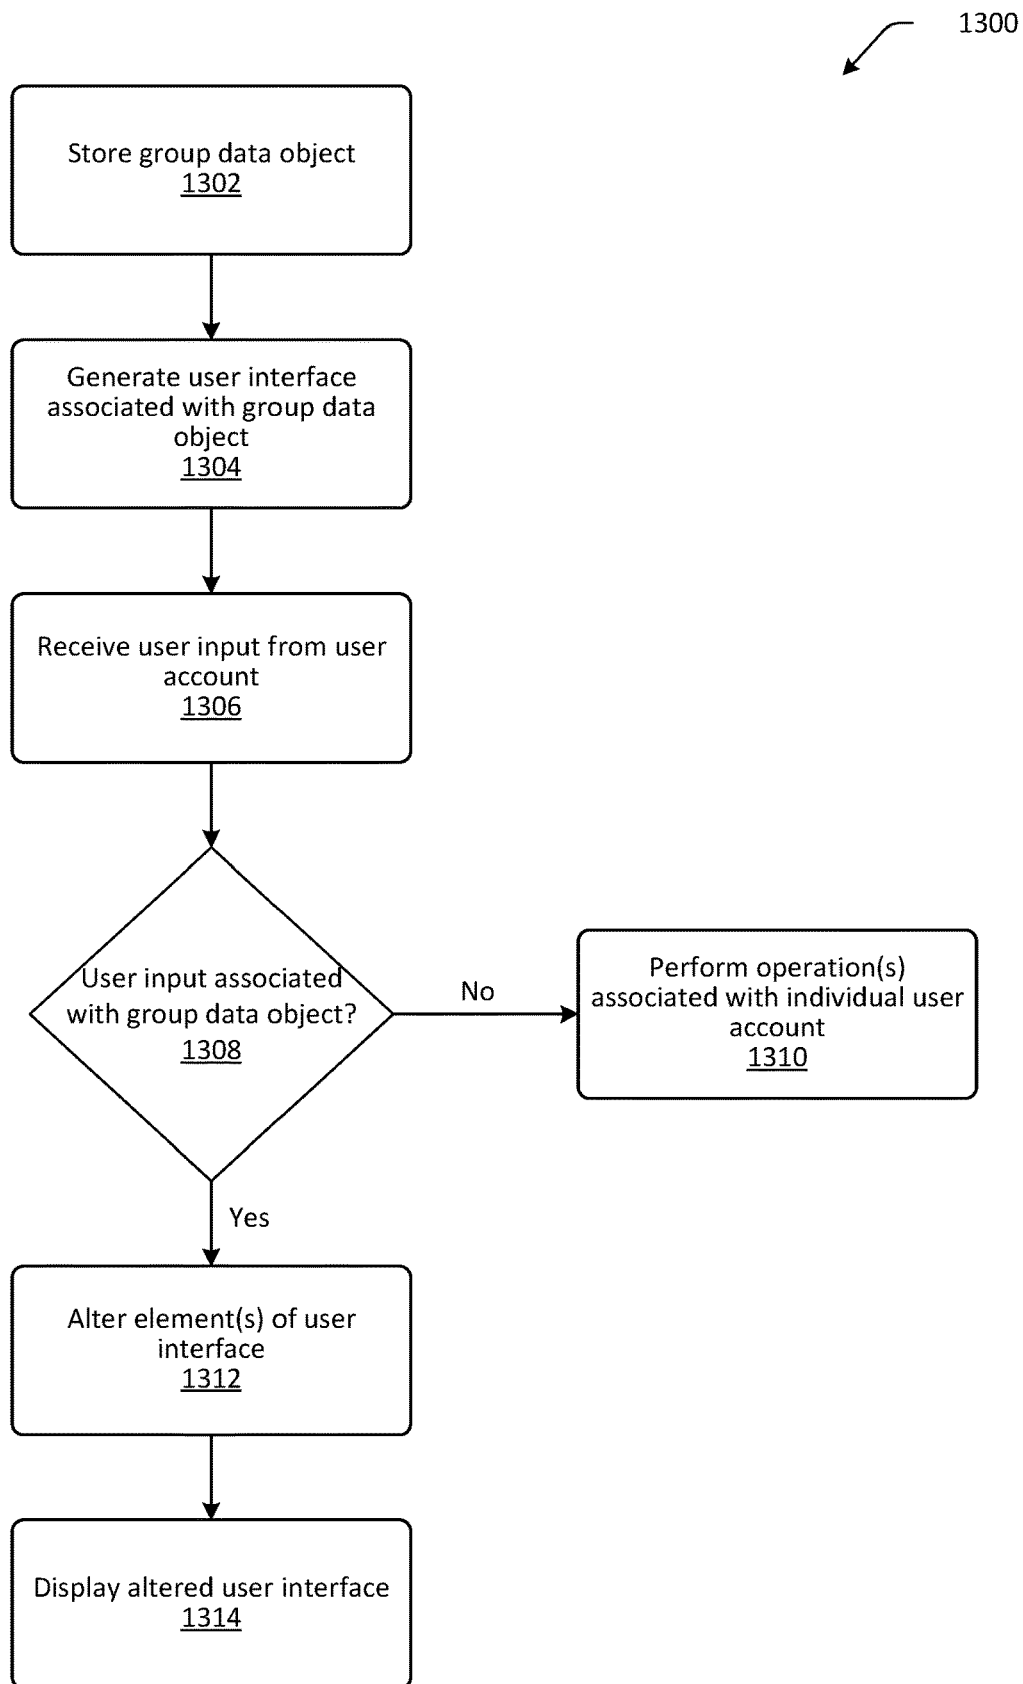 1300
Store group data object
1302
Generate user interface
associated with group data
object
1304
Receive user input from user
account
1306
User input associated
with group data object?
1308
No
Perform operation(s)
associated with individual user
account
1310
Yes
Alter element(s) of user
interface
1312
Display altered user interface
1314